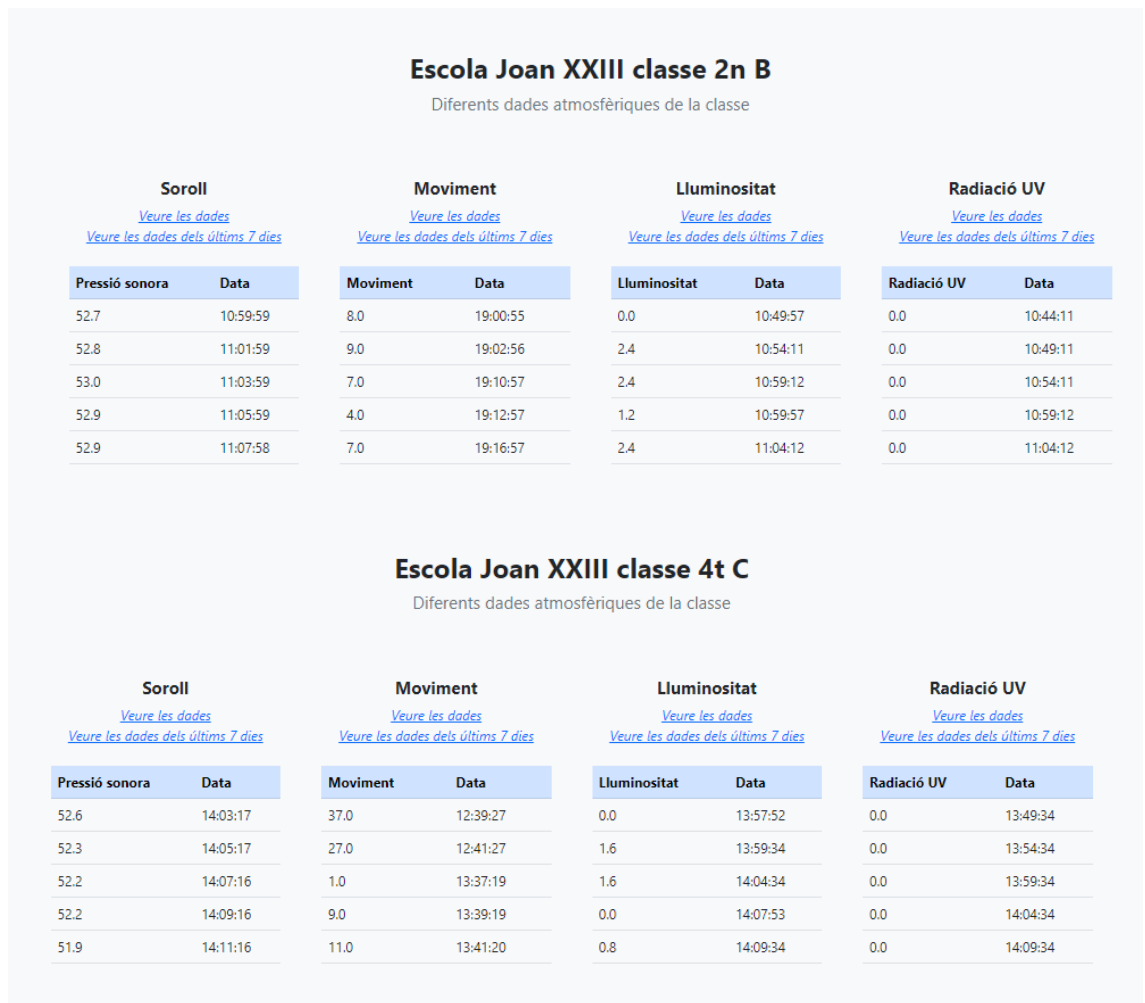 Escola Joan XXIII classe 2n B
Diferents dades atmosfèriques de la classe
Soroll Moviment Lluminositat Radiació UV
Veure les dades Veure les dades Veure les dades Veure les dades
Veure les dades dels últims 7 dies Veure les dades dels últims 7 dies Veure les dades dels últims 7 dies Veure les dades dels últims 7 dies
Pressió sonora Data Moviment Data Lluminositat Data Radiació UV Data
52.7 10:59:59 8.0 19:00:55 0.0 10:49:57 0.0 10:44:11
52.8 11:01:59 9.0 19:02:56 2.4 10:54:11 0.0 10:49:11
53.0 11:03:59 7.0 19:10:57 2.4 10:59:12 0.0 10:54:11
52.9 11:05:59 4.0 19:12:57 1.2 10:59:57 0.0 10:59:12
52.9 11:07:58 7.0 19:16:57 2.4 11:04:12 0.0 11:04:12
Escola Joan XXIII classe 4t C
Diferents dades atmosfèriques de la classe
Soroll Moviment Lluminositat Radiació UV
Veure les dades Veure les dades Veure les dades Veure les dades
Veure les dades dels últims 7 dies Veure les dades dels últims 7 dies Veure les dades dels últims 7 dies Veure les dades dels últims 7 dies
Pressió sonora Data Moviment Data Lluminositat Data Radiació UV Data
52.6 14:03:17 37.0 12:39:27 0.0 13:57:52 0.0 13:49:34
52.3 14:05:17 27.0 12:41:27 1.6 13:59:34 0.0 13:54:34
52.2 14:07:16 1.0 13:37:19 1.6 14:04:34 0.0 13:59:34
52.2 14:09:16 9.0 13:39:19 0.0 14:07:53 0.0 14:04:34
51.9 14:11:16 11.0 13:41:20 0.8 14:09:34 0.0 14:09:34